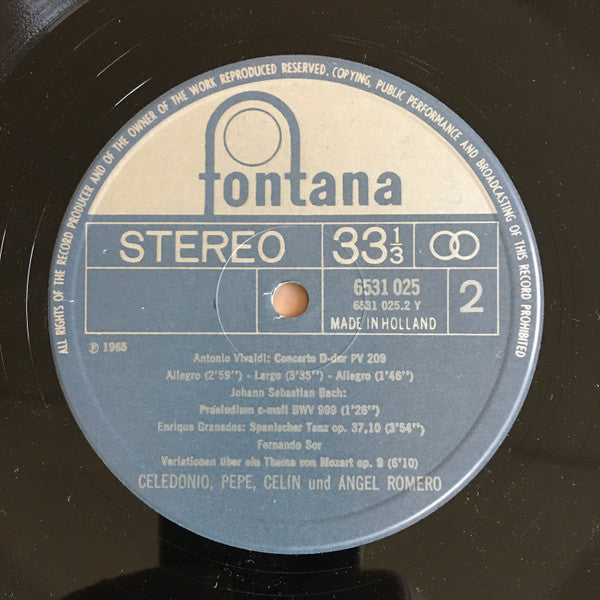 ALL RIGHTS OF THE RECORD PRODUCER AND OF THE OWNER OF THE WORK REPRODUCED RESERVED. COPYING, PUBLIC PERFORMANCE AND BROADCASTING OF THIS RECORD PROHIBITED
fontana
STEREO 33 1/3
6531 025
6531 025.2 Y
2
MADE IN HOLLAND
℗ 1965
Antonio Vivaldi: Concerto D-dur PV 209
Allegro (2'59") - Largo (3'35") - Allegro (1'46")
Johann Sebastian Bach:
Praeludium c-moll BWV 999 (1'26")
Enrique Granados: Spanischer Tanz op. 37,10 (3'54")
Fernando Sor
Variationen über ein Thema von Mozart op. 9 (6'10)
CELEDONIO, PEPE, CELIN und ANGEL ROMERO